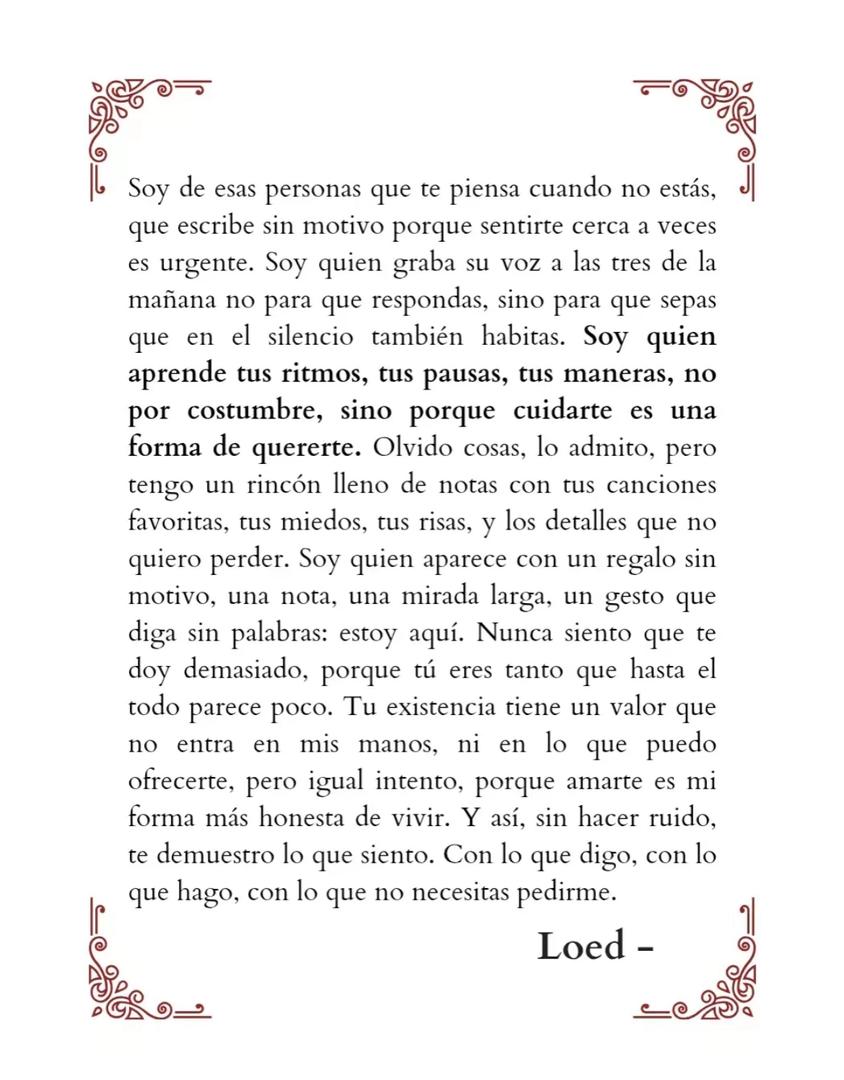 Soy de esas personas que te piensa cuando no estás,
que escribe sin motivo porque sentirte cerca a veces
es urgente. Soy quien graba su voz a las tres de la
mañana no para que respondas, sino para que sepas
que en el silencio también habitas. Soy quien
aprende tus ritmos, tus pausas, tus maneras, no
por costumbre, sino porque cuidarte es una
forma de quererte. Olvido cosas, lo admito, pero
tengo un rincón lleno de notas con tus canciones
favoritas, tus miedos, tus risas, y los detalles que no
quiero perder. Soy quien aparece con un regalo sin
motivo, una nota, una mirada larga, un gesto que
diga sin palabras: estoy aquí. Nunca siento que te
doy demasiado, porque tú eres tanto que hasta el
todo parece poco. Tu existencia tiene un valor que
no entra en mis manos, ni en lo que puedo
ofrecerte, pero igual intento, porque amarte es mi
forma más honesta de vivir. Y así, sin hacer ruido,
te demuestro lo que siento. Con lo que digo, con lo
que hago, con lo que no necesitas pedirme.
Loed -